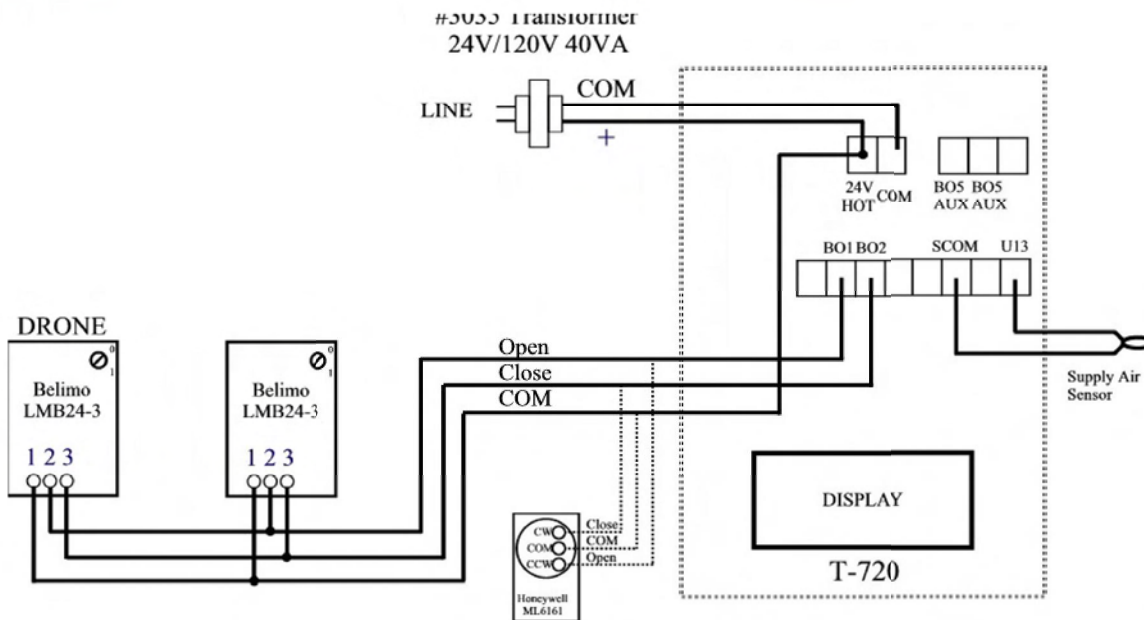 #3035 Transformer
24V/120V 40VA
COM
LINE
+
24V
HOT
COM
BO5 BO5
AUX AUX
BO1 BO2
SCOM
U13
DRONE
0
1
Belimo
LMB24-3
1 2 3
0
1
Belimo
LMB24-3
1 2 3
Open
Close
COM
Supply Air
Sensor
CW
COM
CCW
Close
COM
Open
Honeywell
ML6161
DISPLAY
T-720